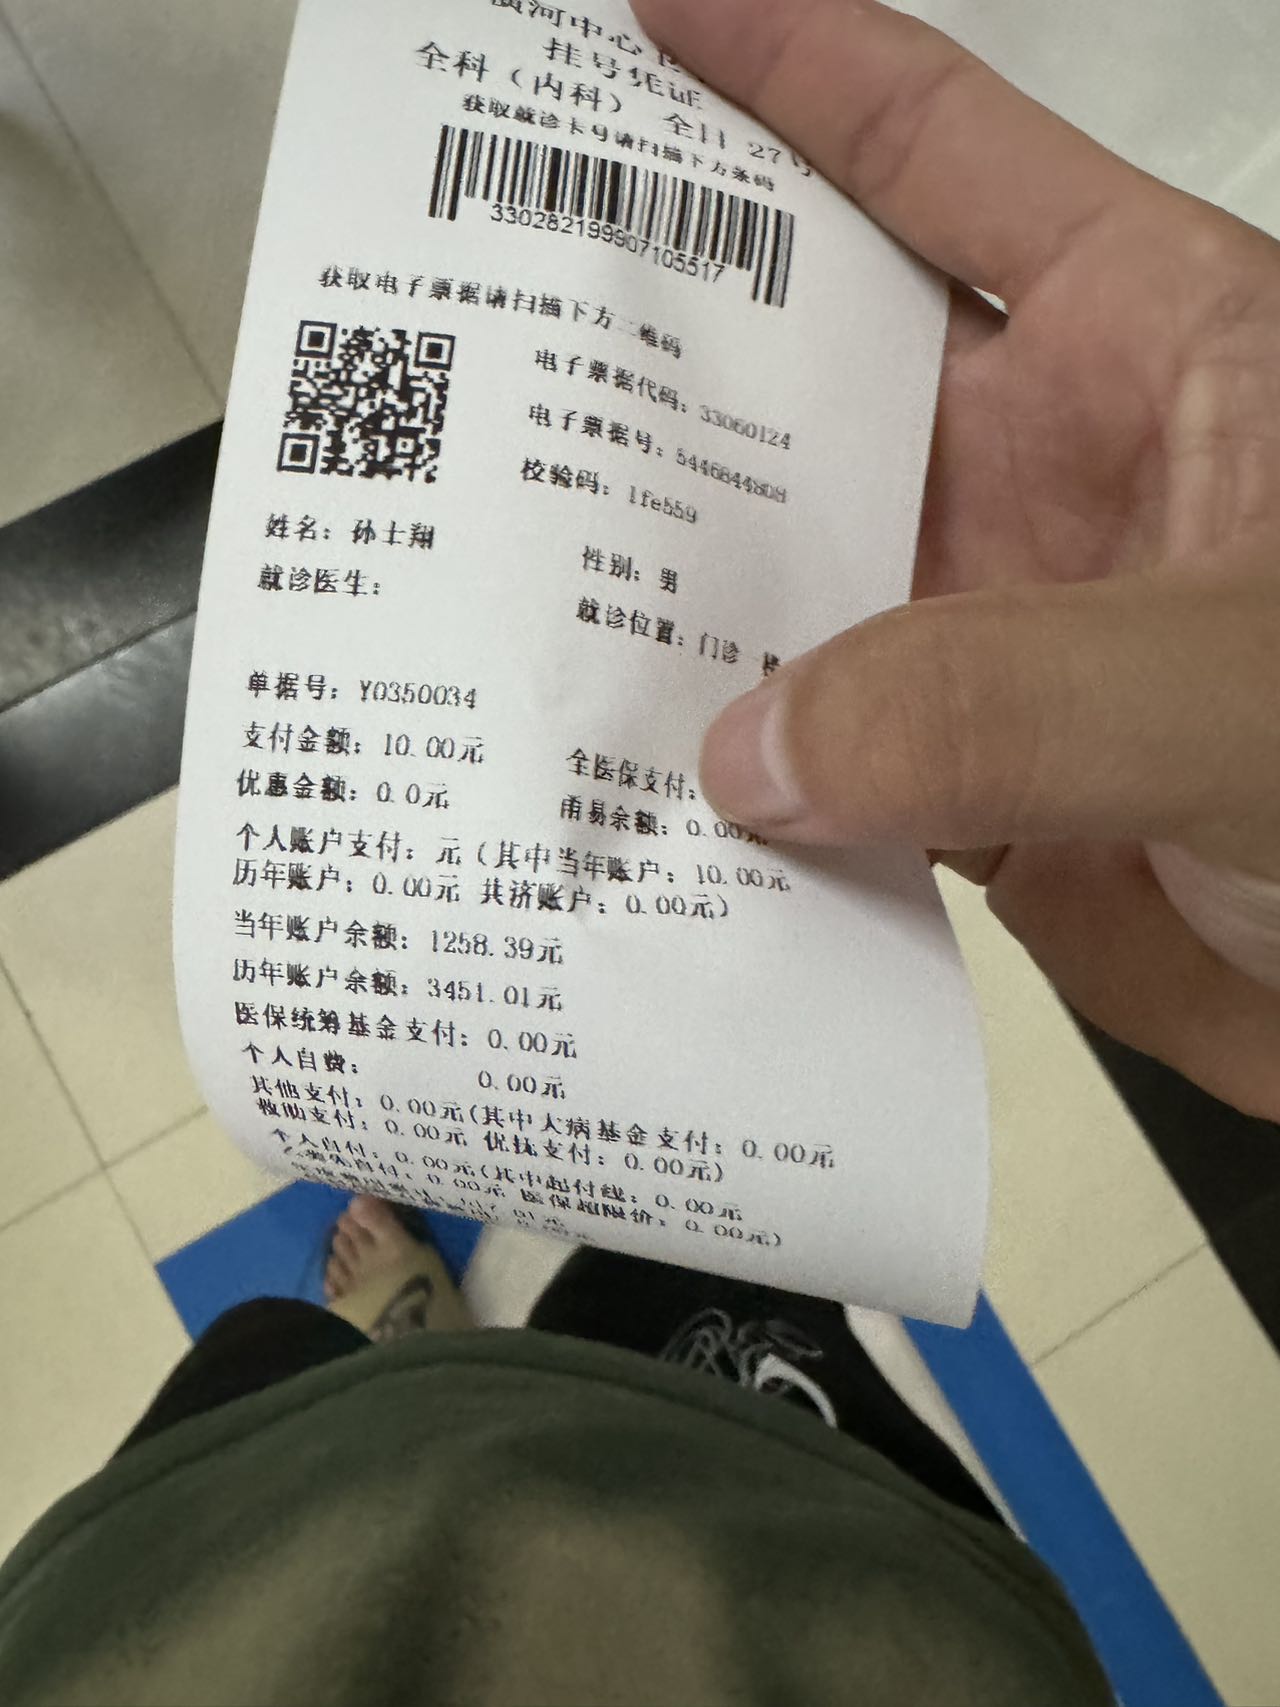 横河中心
挂号凭证
全科（内科） 全日 27号
获取就诊卡号请扫描下方条码
330282199907105517
获取电子票据请扫描下方二维码
电子票据代码：33060124
电子票据号：5446844808
校验码：1fe559
姓名：孙士翔
性别：男
就诊医生：
就诊位置：门诊
单据号：Y0350034
支付金额：10.00元
全医保支付：
优惠金额：0.0元
甬易余额：0.00元
个人账户支付：元（其中当年账户：10.00元
历年账户：0.00元 共济账户：0.00元）
当年账户余额：1258.39元
历年账户余额：3451.01元
医保统筹基金支付：0.00元
个人自费： 0.00元
其他支付：0.00元(其中大病基金支付：0.00元
救助支付：0.00元 优抚支付：0.00元)
个人自付：0.00元(其中起付线：0.00元
乙类先自付：0.00元 医保超限价：0.00元)